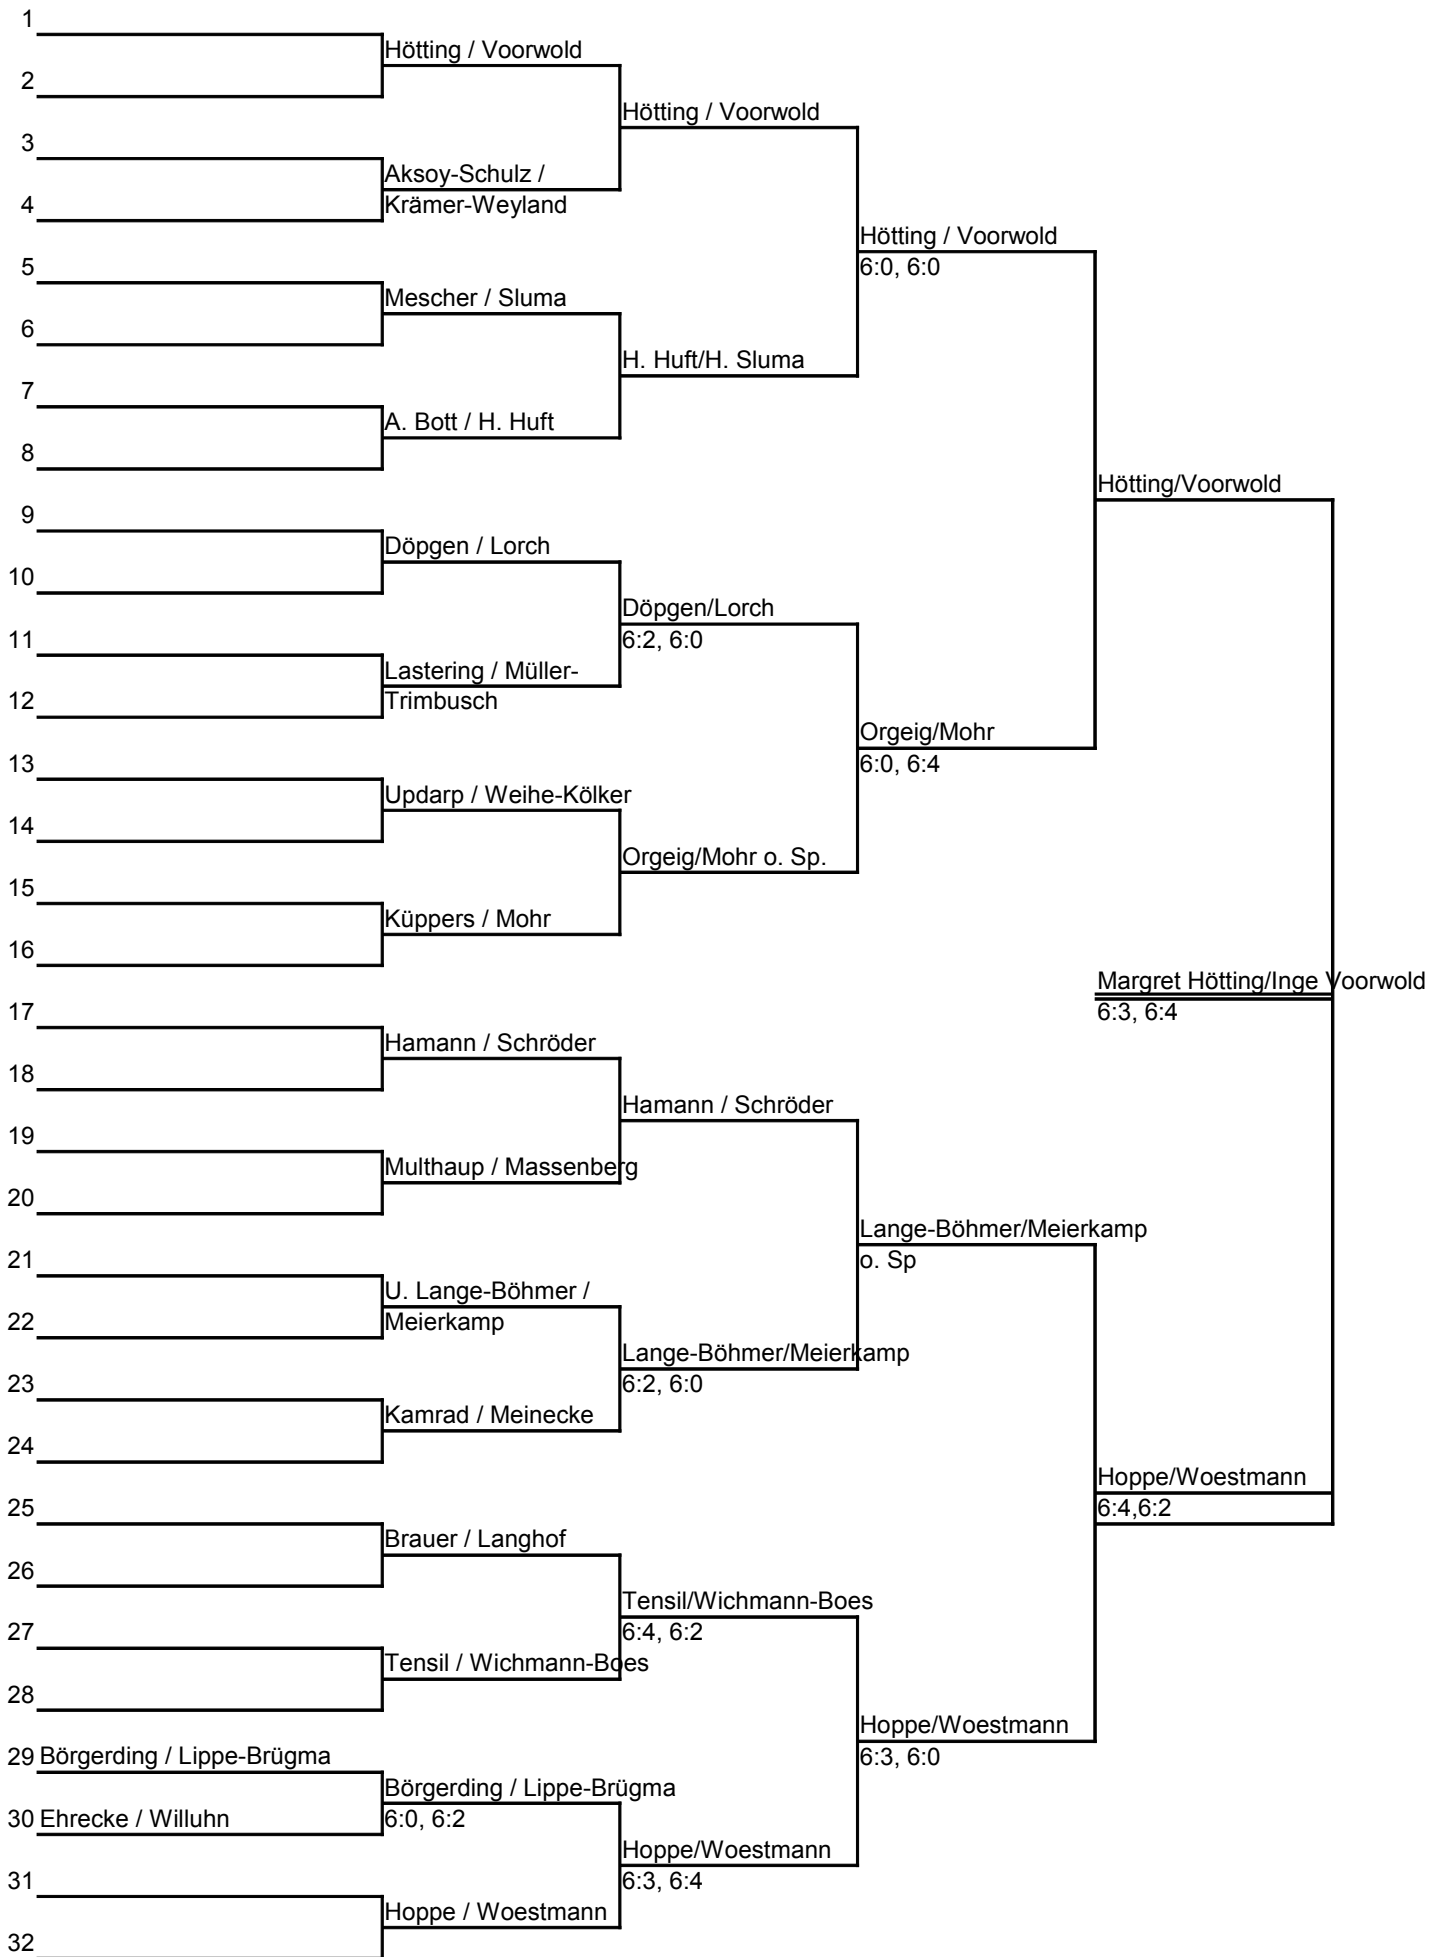 1
Hötting / Voorwold
2
Hötting / Voorwold
3
Aksoy-Schulz /
Krämer-Weyland
4
Hötting / Voorwold
6:0, 6:0
5
Mescher / Sluma
6
H. Huft/H. Sluma
7
A. Bott / H. Huft
8
Hötting/Voorwold
9
Döpgen / Lorch
10
Döpgen/Lorch
6:2, 6:0
11
Lastering / Müller-
Trimbusch
12
Orgeig/Mohr
6:0, 6:4
13
Updarp / Weihe-Kölker
14
Orgeig/Mohr o. Sp.
15
Küppers / Mohr
16
Margret Hötting/Inge Voorwold
6:3, 6:4
17
Hamann / Schröder
18
Hamann / Schröder
19
Multhaup / Massenberg
20
Lange-Böhmer/Meierkamp
o. Sp
21
U. Lange-Böhmer /
Meierkamp
22
Lange-Böhmer/Meierkamp
6:2, 6:0
23
Kamrad / Meinecke
24
Hoppe/Woestmann
6:4,6:2
25
Brauer / Langhof
26
Tensil/Wichmann-Boes
6:4, 6:2
27
Tensil / Wichmann-Boes
28
Hoppe/Woestmann
6:3, 6:0
29 Börgerding / Lippe-Brügma
Börgerding / Lippe-Brügma
30 Ehrecke / Willuhn
6:0, 6:2
Hoppe/Woestmann
6:3, 6:4
31
Hoppe / Woestmann
32